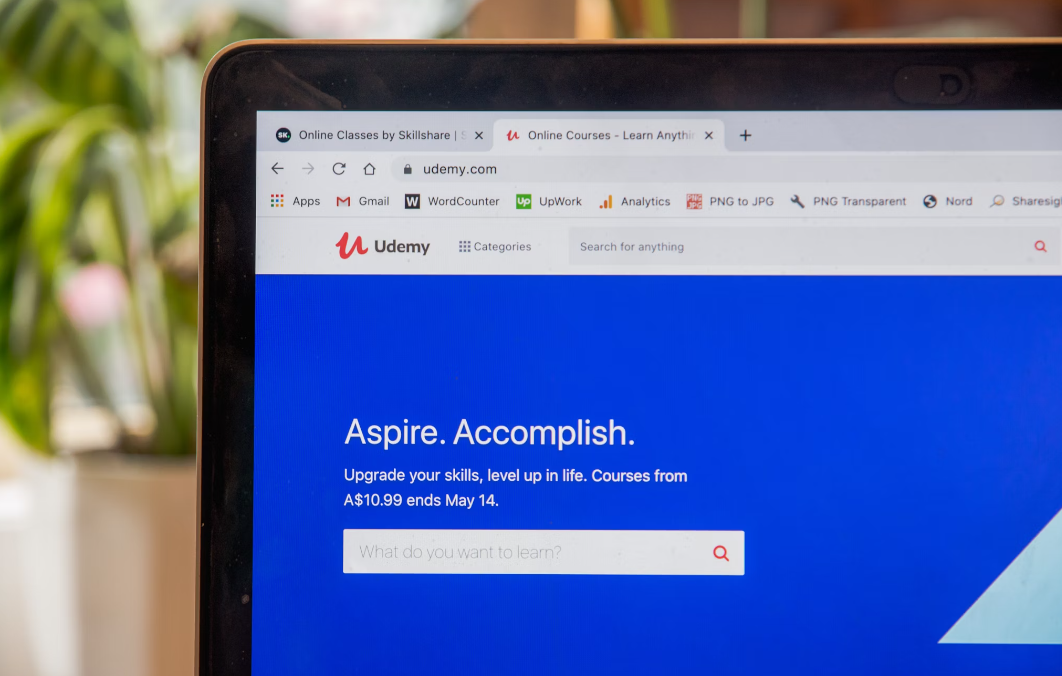 SK. Online Classes by Skillshare | Online Courses - Learn Anythin
udemy.com
Apps Gmail W WordCounter Up UpWork Analytics PNG to JPG PNG Transparent Nord Sharesigh
Udemy Categories Search for anything
Aspire. Accomplish.
Upgrade your skills, level up in life. Courses from
A$10.99 ends May 14.
What do you want to learn?